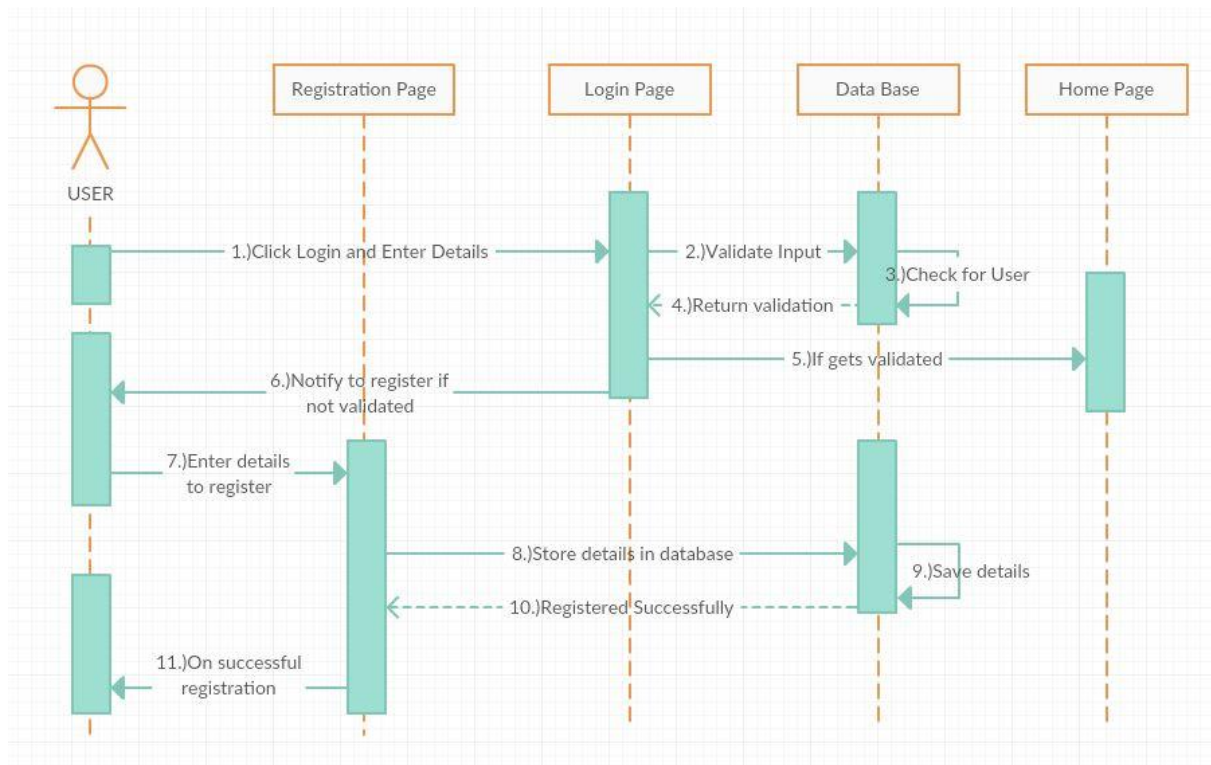 Registration Page
Login Page
Data Base
Home Page
USER
1.)Click Login and Enter Details
2.)Validate Input
3.)Check for User
4.)Return validation
5.)If gets validated
6.)Notify to register if
not validated
7.)Enter details
to register
8.)Store details in database
9.)Save details
10.)Registered Successfully
11.)On successful
registration